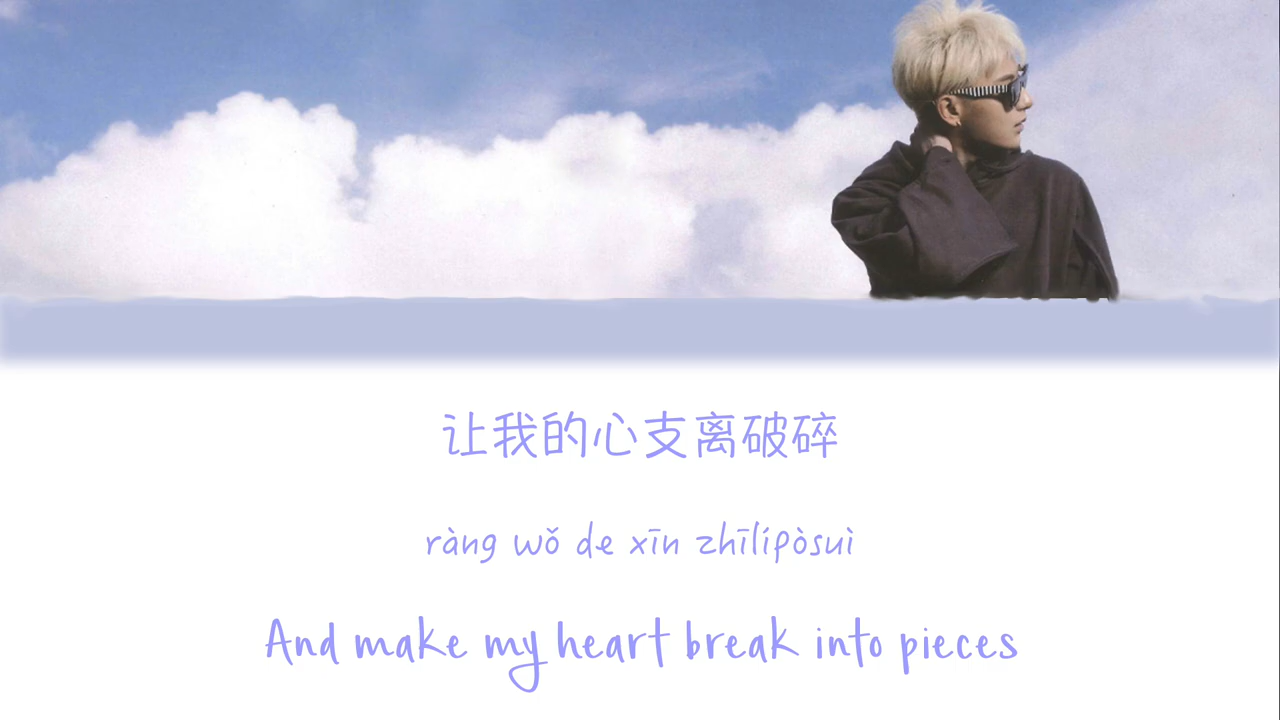 让我的心支离破碎
ràng wǒ de xīn zhīlípòsuì
And make my heart break into pieces